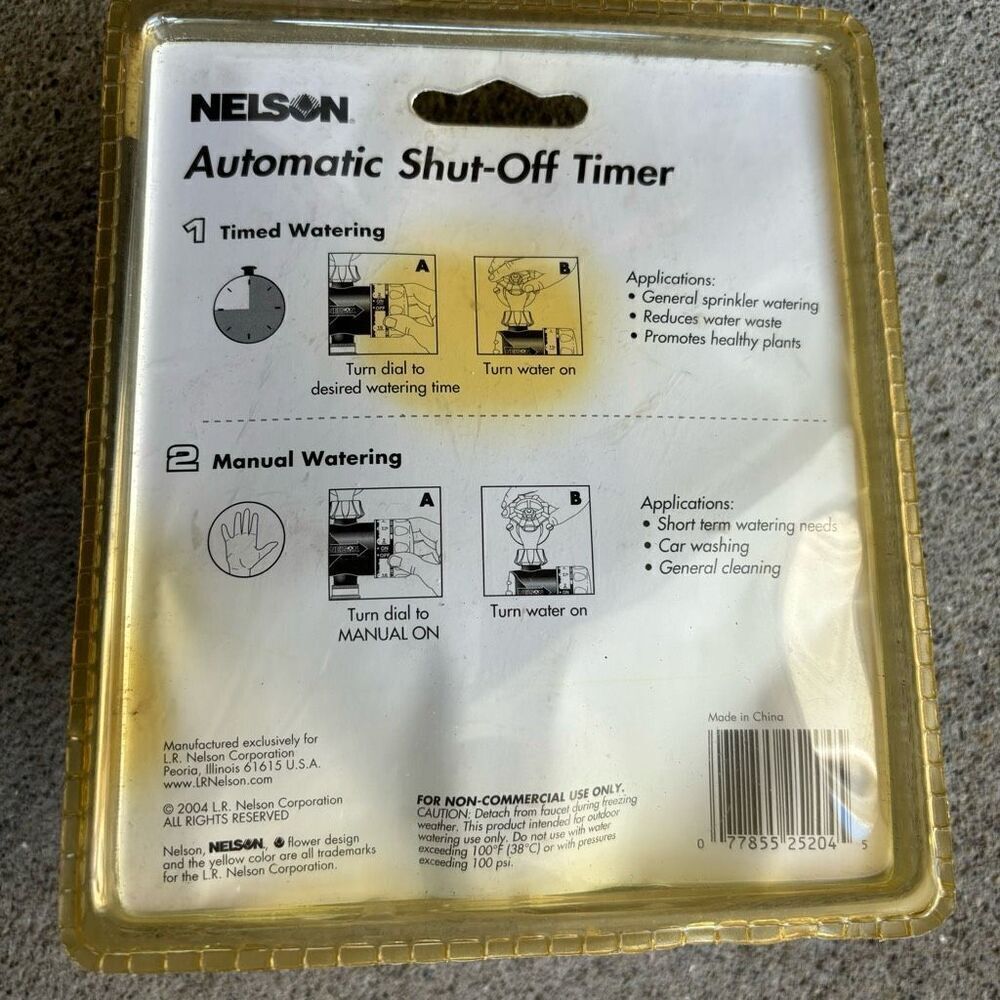 NELSON
Automatic Shut-Off Timer
1 Timed Watering
A
B
Turn dial to
desired watering time
Turn water on
Applications:
• General sprinkler watering
• Reduces water waste
• Promotes healthy plants
2 Manual Watering
A
B
Turn dial to
MANUAL ON
Turn water on
Applications:
• Short term watering needs
• Car washing
• General cleaning
Manufactured exclusively for
L.R. Nelson Corporation
Peoria, Illinois 61615 U.S.A.
www.LRNelson.com
© 2004 L.R. Nelson Corporation
ALL RIGHTS RESERVED
Nelson, NELSON, flower design
and the yellow color are all trademarks
for the L.R. Nelson Corporation.
FOR NON-COMMERCIAL USE ONLY.
CAUTION: Detach from faucet during freezing
weather. This product intended for outdoor
watering use only. Do not use with water
exceeding 100°F (38°C) or with pressures
exceeding 100 psi.
Made in China
0 77855 25204 5